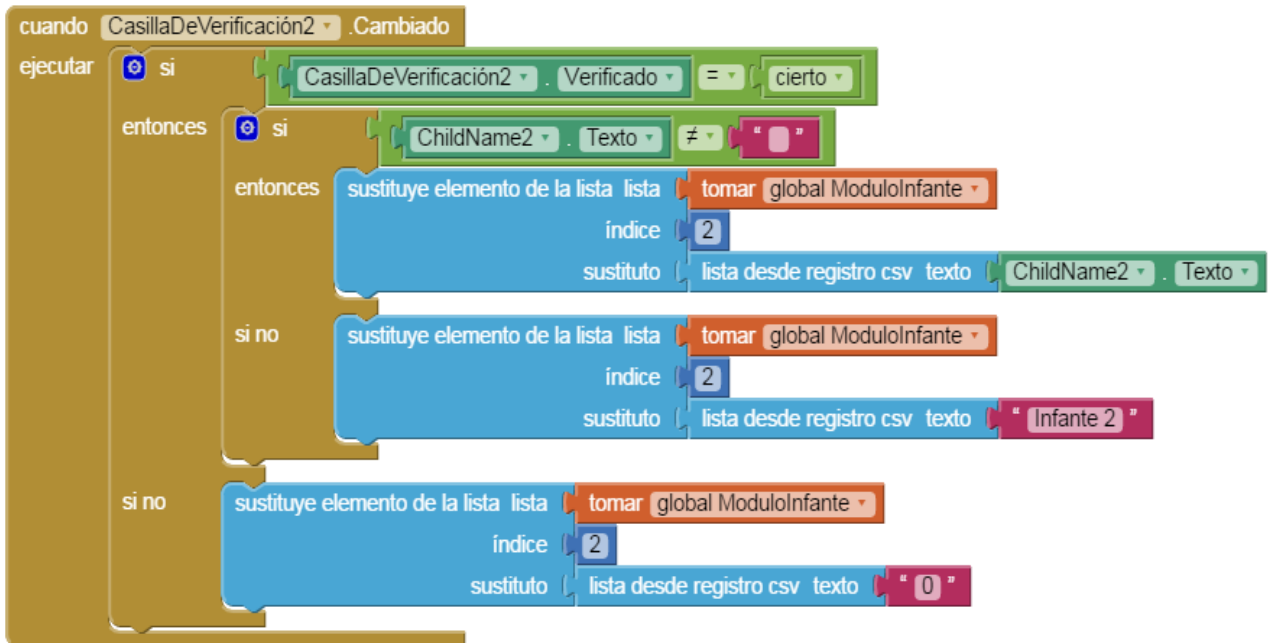 cuando CasillaDeVerificación2 .Cambiado
ejecutar si CasillaDeVerificación2 . Verificado = cierto
entonces si ChildName2 . Texto ≠ " "
entonces sustituye elemento de la lista lista tomar global ModuloInfante
índice 2
sustituto lista desde registro csv texto ChildName2 . Texto
si no sustituye elemento de la lista lista tomar global ModuloInfante
índice 2
sustituto lista desde registro csv texto " Infante 2 "
si no sustituye elemento de la lista lista tomar global ModuloInfante
índice 2
sustituto lista desde registro csv texto " 0 "